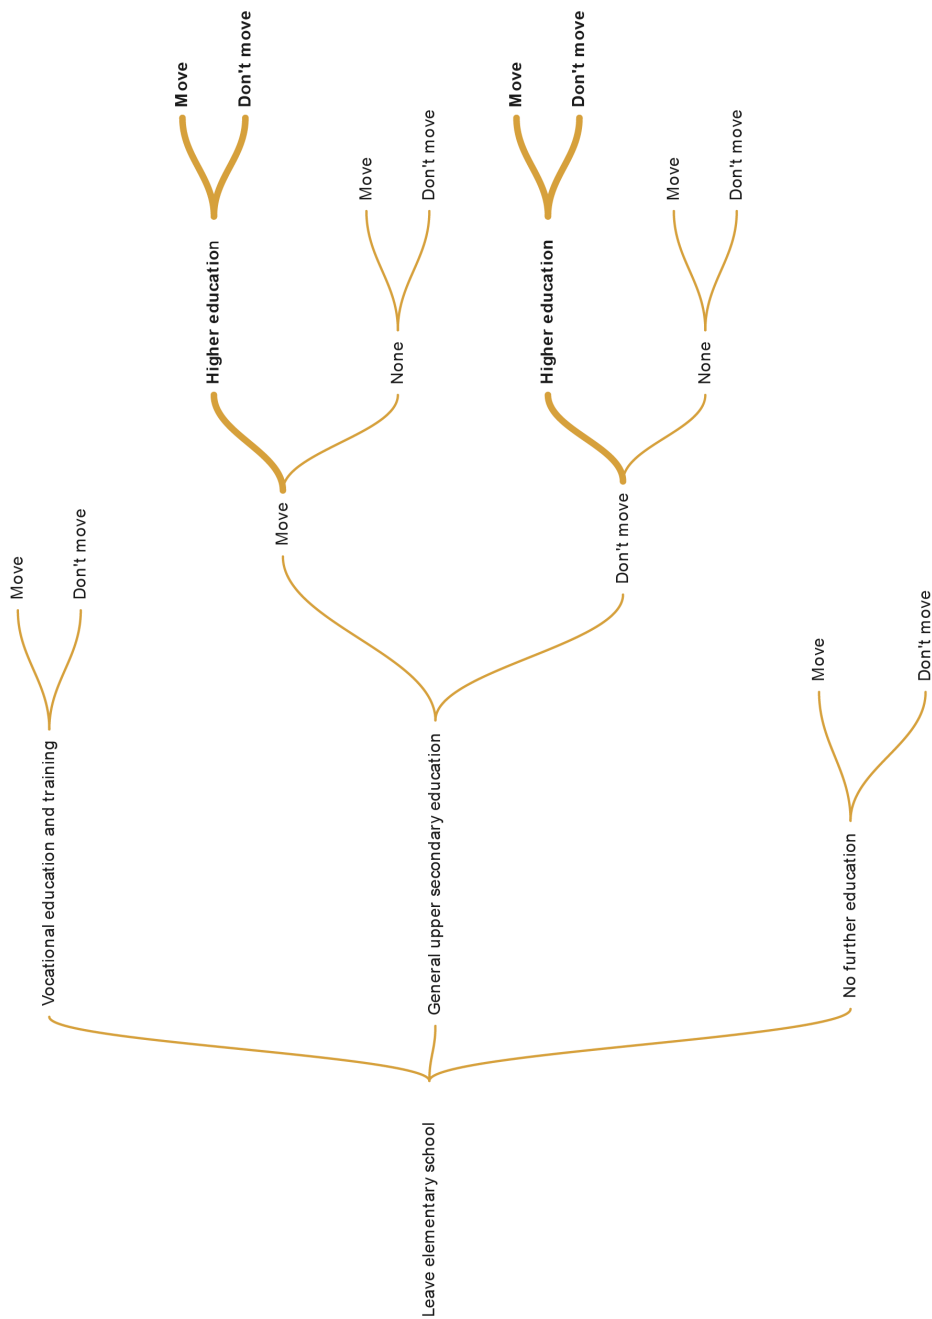 Leave elementary school
Vocational education and training
Move
Don't move
General upper secondary education
Move
Higher education
Move
Don't move
None
Move
Don't move
Don't move
Higher education
Move
Don't move
None
Move
Don't move
No further education
Move
Don't move